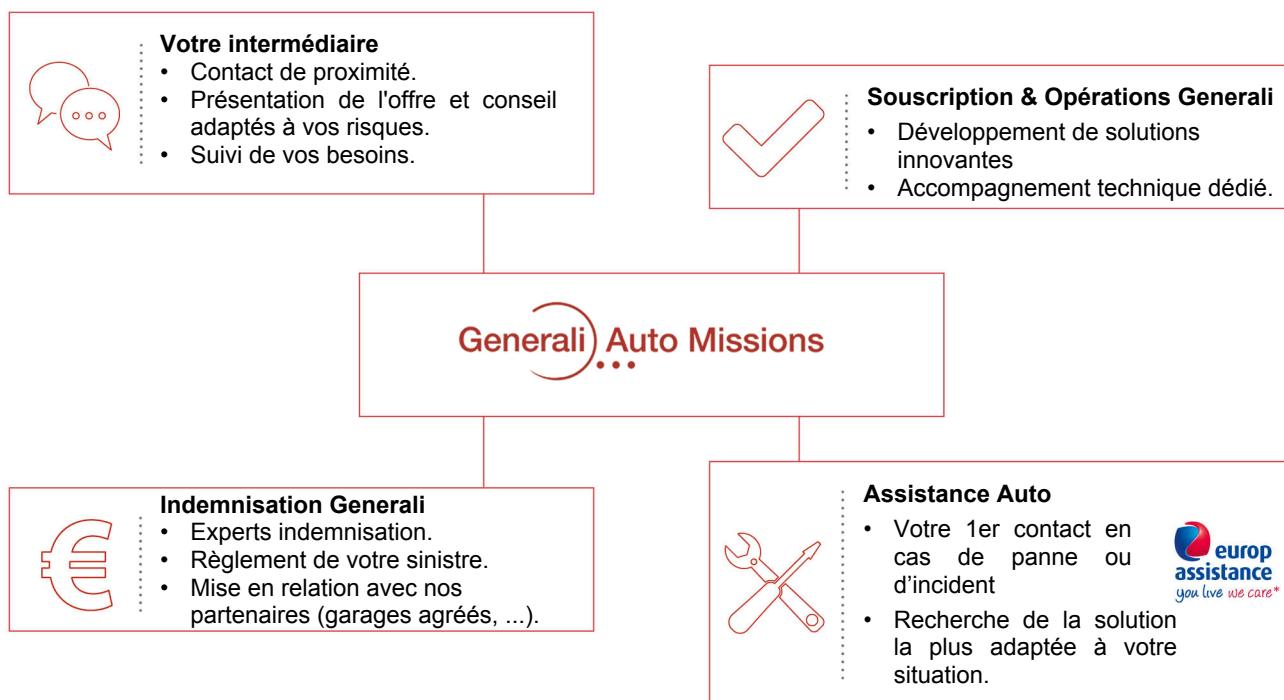 Votre intermédiaire
• Contact de proximité.
• Présentation de l'offre et conseil
adaptés à vos risques.
• Suivi de vos besoins.
Souscription & Opérations Generali
• Développement de solutions
innovantes
• Accompagnement technique dédié.
Generali Auto Missions
Indemnisation Generali
• Experts indemnisation.
• Règlement de votre sinistre.
• Mise en relation avec nos
partenaires (garages agréés, ...).
Assistance Auto
• Votre 1er contact en
cas de panne ou
d’incident
• Recherche de la solution
la plus adaptée à votre
situation.
europ
assistance
you live we care*